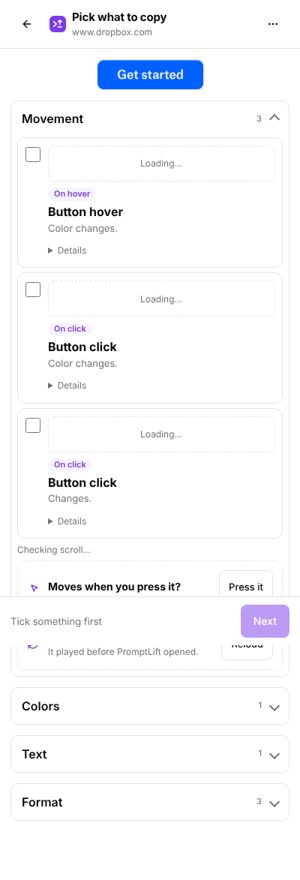 Pick what to copy
www.dropbox.com
Get started
Movement
3
Loading...
On hover
Button hover
Color changes.
Details
Loading...
On click
Button click
Color changes.
Details
Loading...
On click
Button click
Changes.
Details
Checking scroll...
Moves when you press it?
Press it
Tick something first
Next
It played before PromptLift opened.
Reload
Colors
1
Text
1
Format
3